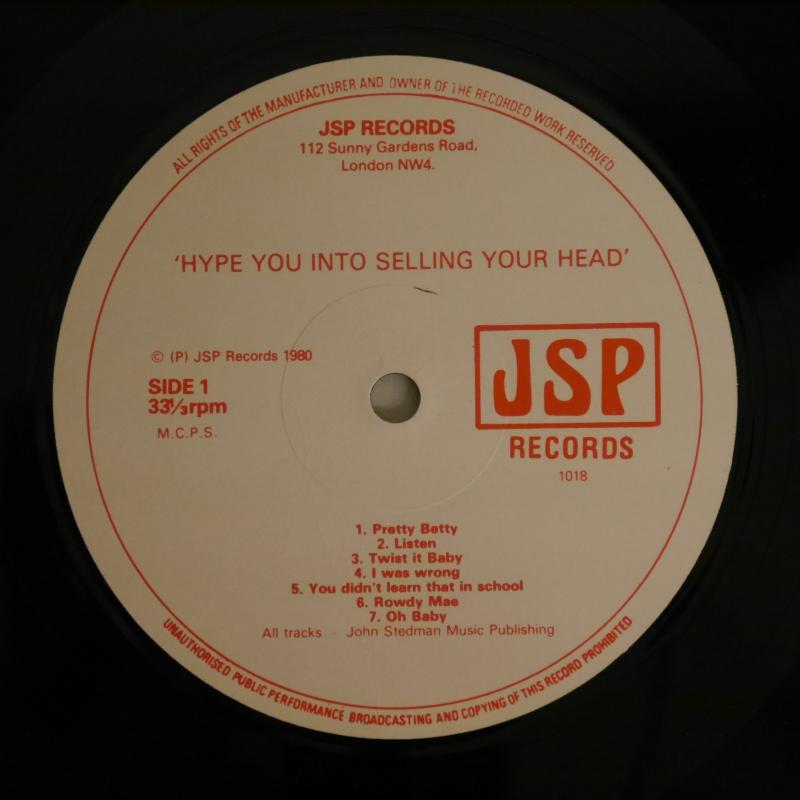 ALL RIGHTS OF THE MANUFACTURER AND OWNER OF THE RECORDED WORK RESERVED
JSP RECORDS
112 Sunny Gardens Road,
London NW4.
'HYPE YOU INTO SELLING YOUR HEAD'
© (P) JSP Records 1980
SIDE 1
33⅓rpm
M.C.P.S.
JSP
RECORDS
1018
1. Pretty Betty
2. Listen
3. Twist it Baby
4. I was wrong
5. You didn't learn that in school
6. Rowdy Mae
7. Oh Baby
All tracks – John Stedman Music Publishing
UNAUTHORISED PUBLIC PERFORMANCE BROADCASTING AND COPYING OF THIS RECORD PROHIBITED